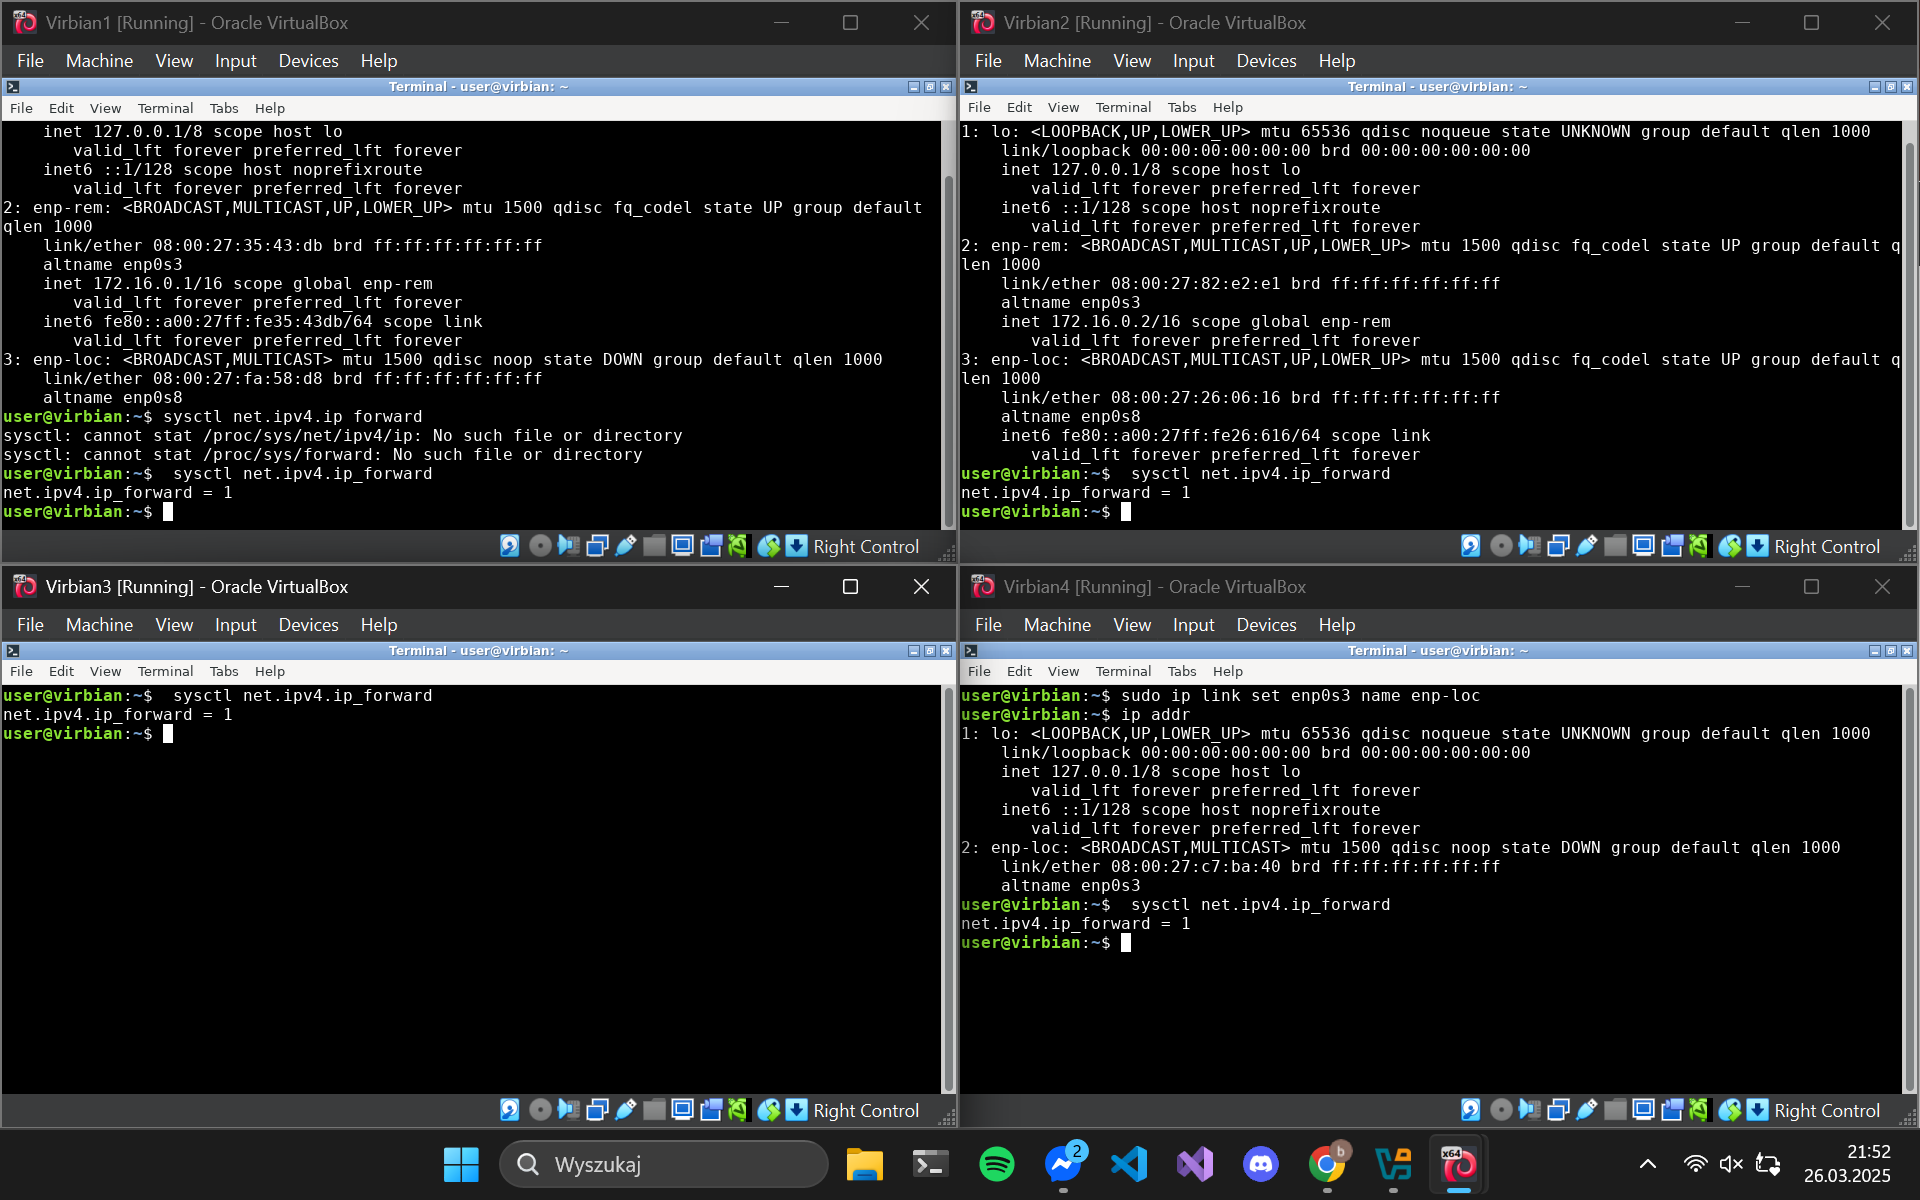 Virbian1 [Running] - Oracle VirtualBox
File Machine View Input Devices Help
Terminal - user@virbian: ~
File Edit View Terminal Tabs Help
    inet 127.0.0.1/8 scope host lo
       valid_lft forever preferred_lft forever
    inet6 ::1/128 scope host noprefixroute
       valid_lft forever preferred_lft forever
2: enp-rem: <BROADCAST,MULTICAST,UP,LOWER_UP> mtu 1500 qdisc fq_codel state UP group default
qlen 1000
    link/ether 08:00:27:35:43:db brd ff:ff:ff:ff:ff:ff
    altname enp0s3
    inet 172.16.0.1/16 scope global enp-rem
       valid_lft forever preferred_lft forever
    inet6 fe80::a00:27ff:fe35:43db/64 scope link
       valid_lft forever preferred_lft forever
3: enp-loc: <BROADCAST,MULTICAST> mtu 1500 qdisc noop state DOWN group default qlen 1000
    link/ether 08:00:27:fa:58:d8 brd ff:ff:ff:ff:ff:ff
    altname enp0s8
user@virbian:~$ sysctl net.ipv4.ip forward
sysctl: cannot stat /proc/sys/net/ipv4/ip: No such file or directory
sysctl: cannot stat /proc/sys/forward: No such file or directory
user@virbian:~$  sysctl net.ipv4.ip_forward
net.ipv4.ip_forward = 1
user@virbian:~$
Right Control
Virbian2 [Running] - Oracle VirtualBox
File Machine View Input Devices Help
Terminal - user@virbian: ~
File Edit View Terminal Tabs Help
1: lo: <LOOPBACK,UP,LOWER_UP> mtu 65536 qdisc noqueue state UNKNOWN group default qlen 1000
    link/loopback 00:00:00:00:00:00 brd 00:00:00:00:00:00
    inet 127.0.0.1/8 scope host lo
       valid_lft forever preferred_lft forever
    inet6 ::1/128 scope host noprefixroute
       valid_lft forever preferred_lft forever
2: enp-rem: <BROADCAST,MULTICAST,UP,LOWER_UP> mtu 1500 qdisc fq_codel state UP group default q
len 1000
    link/ether 08:00:27:82:e2:e1 brd ff:ff:ff:ff:ff:ff
    altname enp0s3
    inet 172.16.0.2/16 scope global enp-rem
       valid_lft forever preferred_lft forever
3: enp-loc: <BROADCAST,MULTICAST,UP,LOWER_UP> mtu 1500 qdisc fq_codel state UP group default q
len 1000
    link/ether 08:00:27:26:06:16 brd ff:ff:ff:ff:ff:ff
    altname enp0s8
    inet6 fe80::a00:27ff:fe26:616/64 scope link
       valid_lft forever preferred_lft forever
user@virbian:~$  sysctl net.ipv4.ip_forward
net.ipv4.ip_forward = 1
user@virbian:~$
Right Control
Virbian3 [Running] - Oracle VirtualBox
File Machine View Input Devices Help
Terminal - user@virbian: ~
File Edit View Terminal Tabs Help
user@virbian:~$  sysctl net.ipv4.ip_forward
net.ipv4.ip_forward = 1
user@virbian:~$
Right Control
Virbian4 [Running] - Oracle VirtualBox
File Machine View Input Devices Help
Terminal - user@virbian: ~
File Edit View Terminal Tabs Help
user@virbian:~$ sudo ip link set enp0s3 name enp-loc
user@virbian:~$ ip addr
1: lo: <LOOPBACK,UP,LOWER_UP> mtu 65536 qdisc noqueue state UNKNOWN group default qlen 1000
    link/loopback 00:00:00:00:00:00 brd 00:00:00:00:00:00
    inet 127.0.0.1/8 scope host lo
       valid_lft forever preferred_lft forever
    inet6 ::1/128 scope host noprefixroute
       valid_lft forever preferred_lft forever
2: enp-loc: <BROADCAST,MULTICAST> mtu 1500 qdisc noop state DOWN group default qlen 1000
    link/ether 08:00:27:c7:ba:40 brd ff:ff:ff:ff:ff:ff
    altname enp0s3
user@virbian:~$  sysctl net.ipv4.ip_forward
net.ipv4.ip_forward = 1
user@virbian:~$
Right Control
Wyszukaj
2
b
x64
21:52
26.03.2025